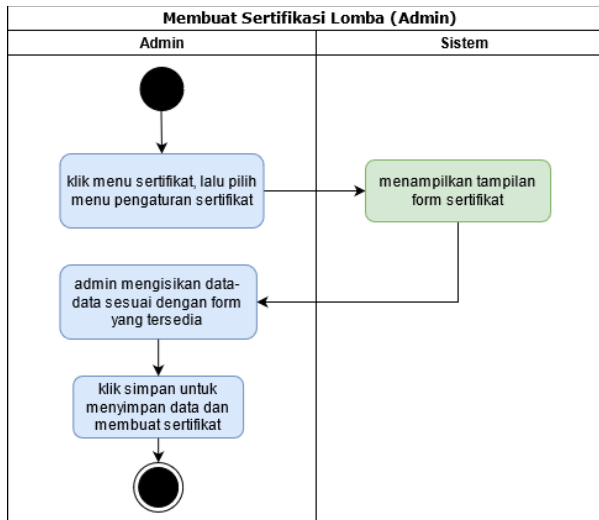 Membuat Sertifikasi Lomba (Admin)
Admin
Sistem
klik menu sertifikat, lalu pilih
menu pengaturan sertifikat
menampilkan tampilan
form sertifikat
admin mengisikan data-
data sesuai dengan form
yang tersedia
klik simpan untuk
menyimpan data dan
membuat sertifikat